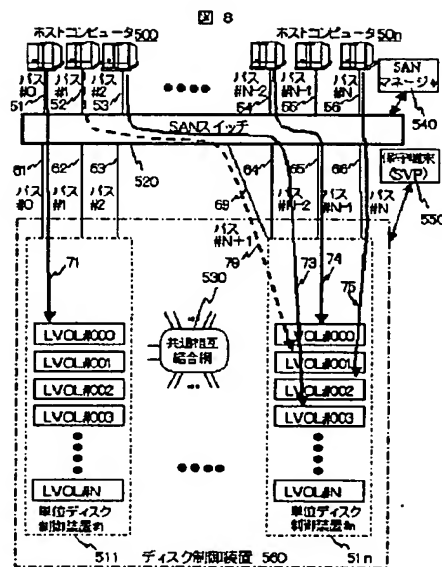 図 8
ホストコンピュータ 500
ホストコンピュータ 50n
パス #0
パス #1
パス #2
パス #N-2
パス #N-1
パス #N
51
52
53
54
55
56
SAN
マネージャ
540
SANスイッチ
520
保守端末
(SVP)
550
61
62
63
64
65
66
69
パス #0
パス #1
パス #2
パス #N+1
パス #N-2
パス #N-1
パス #N
71
73
74
75
530
共通相互
結合網
LVOL#000
LVOL#001
LVOL#002
LVOL#003
LVOL#N
単位ディスク
制御装置#1
511
LVOL#000
LVOL#001
LVOL#002
LVOL#003
LVOL#N
単位ディスク
制御装置#n
51n
ディスク制御装置 560